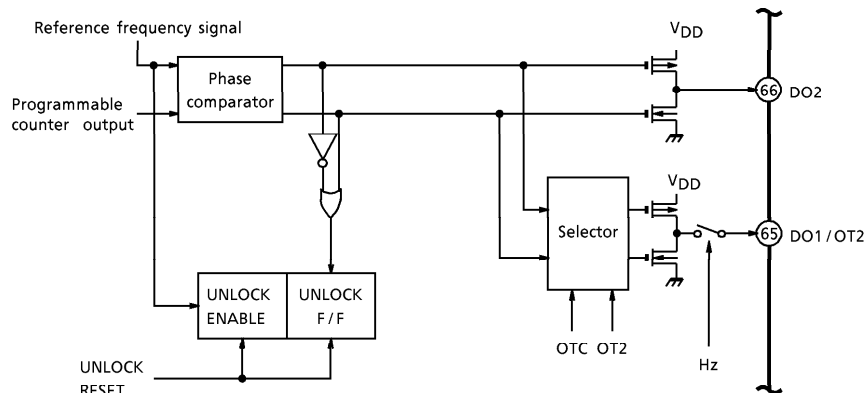 Reference frequency signal
Phase
comparator
Programmable
counter output
VDD
66
DO2
VDD
Selector
65
DO1/OT2
UNLOCK
ENABLE
UNLOCK
F/F
OTC
OT2
Hz
UNLOCK
RESET